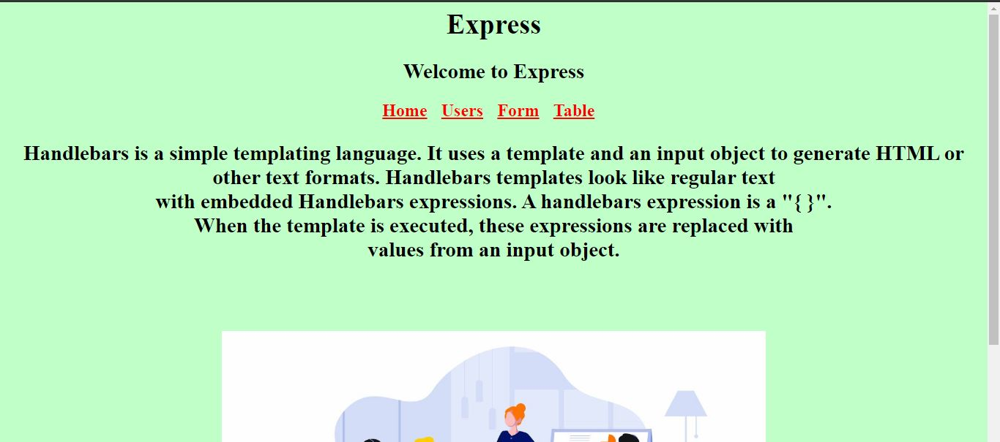 Express
Welcome to Express
Home Users Form Table
Handlebars is a simple templating language. It uses a template and an input object to generate HTML or
other text formats. Handlebars templates look like regular text
with embedded Handlebars expressions. A handlebars expression is a "{ }".
When the template is executed, these expressions are replaced with
values from an input object.